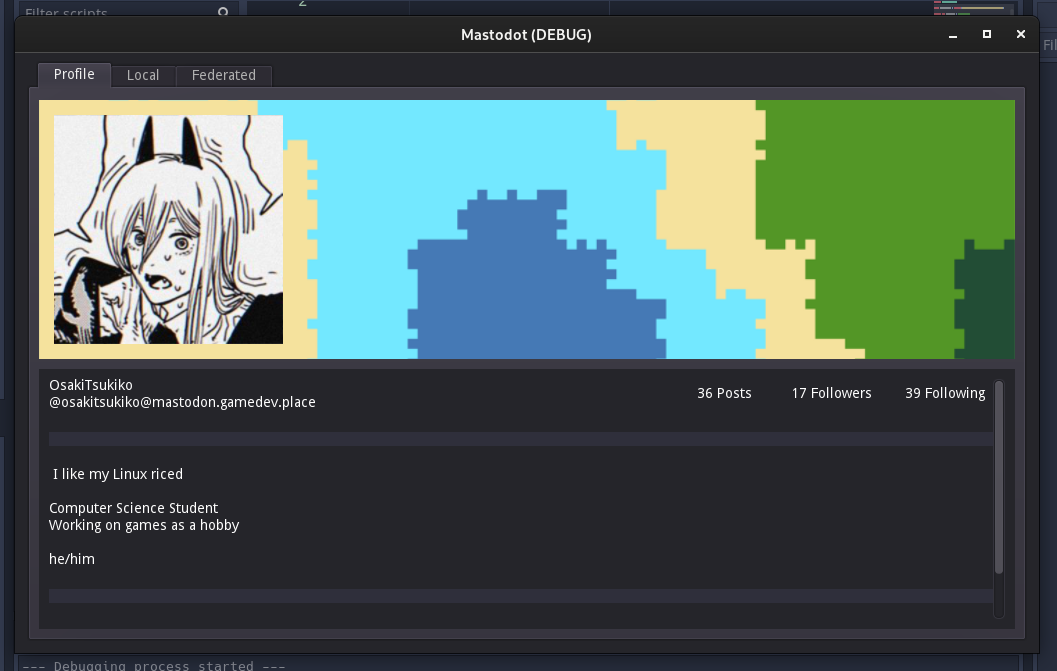 Filter scripts
2
Mastodot (DEBUG)
Fil
Profile
Local
Federated
OsakiTsukiko
@osakitsukiko@mastodon.gamedev.place
36 Posts
17 Followers
39 Following
I like my Linux riced
Computer Science Student
Working on games as a hobby
he/him
--- Debugging process started ---